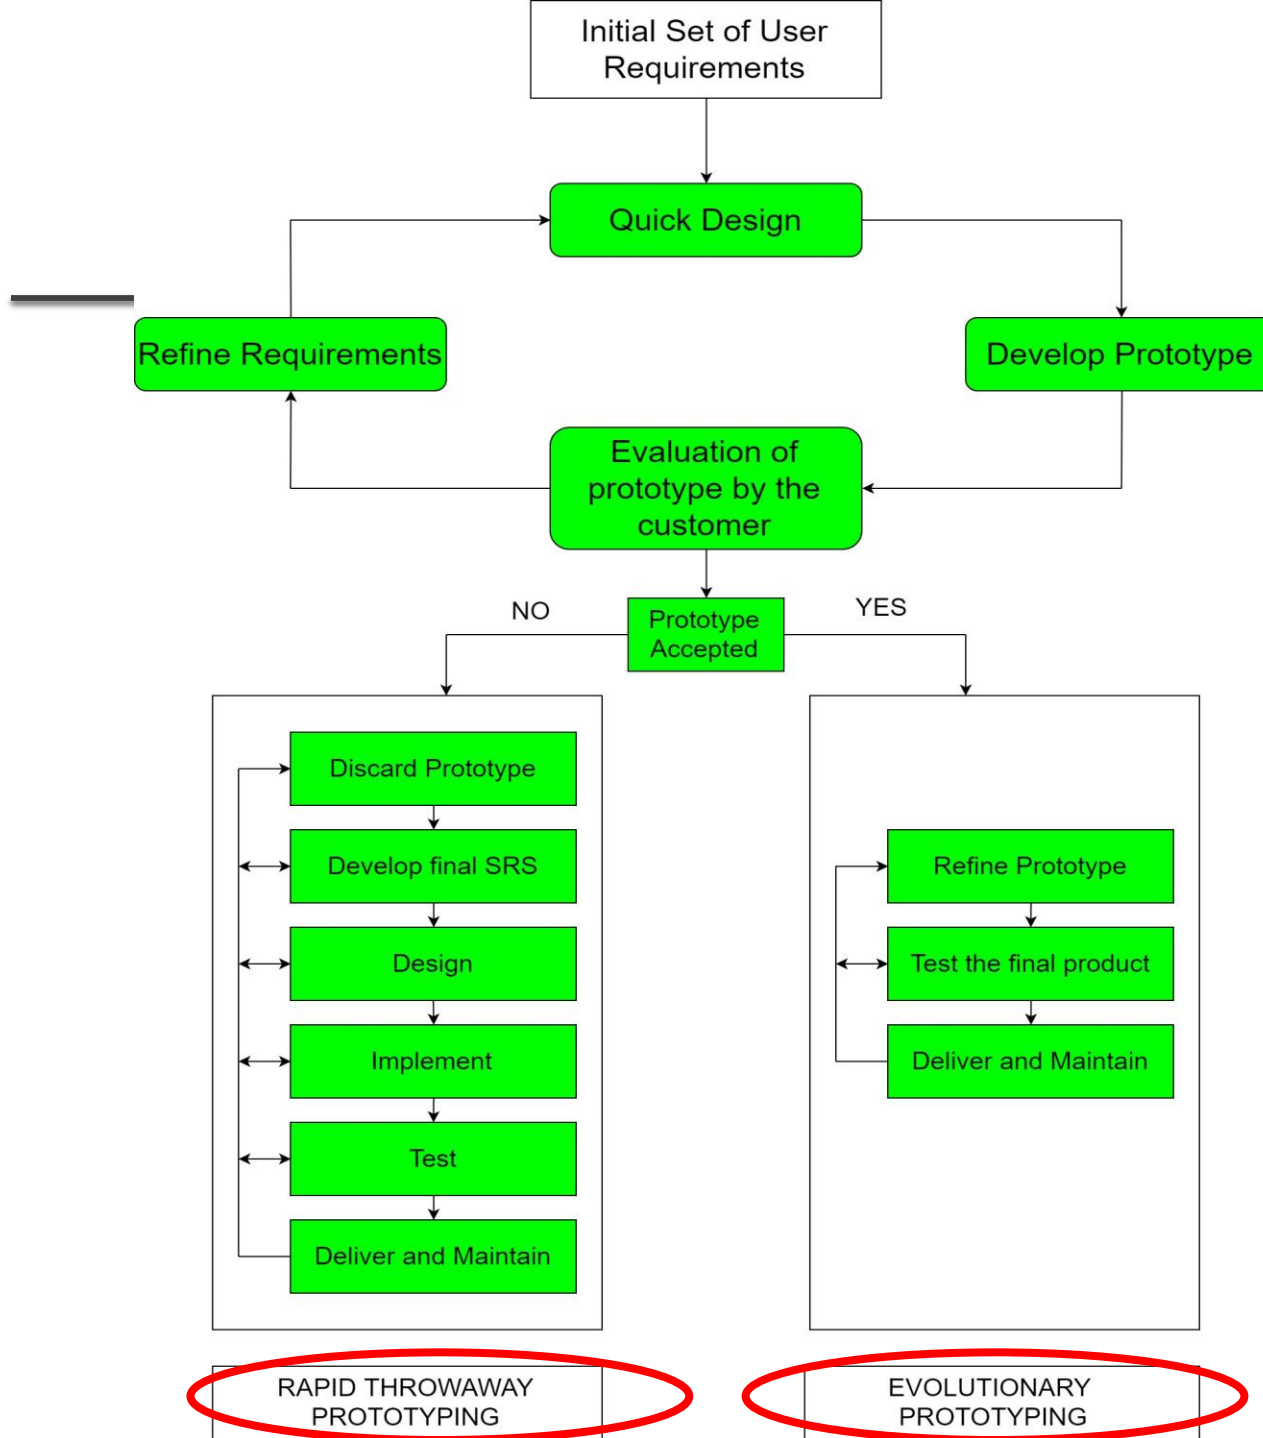 Initial Set of User
Requirements
Quick Design
Refine Requirements
Develop Prototype
Evaluation of
prototype by the
customer
NO
YES
Prototype
Accepted
Discard Prototype
Develop final SRS
Design
Implement
Test
Deliver and Maintain
Refine Prototype
Test the final product
Deliver and Maintain
RAPID THROWAWAY
PROTOTYPING
EVOLUTIONARY
PROTOTYPING